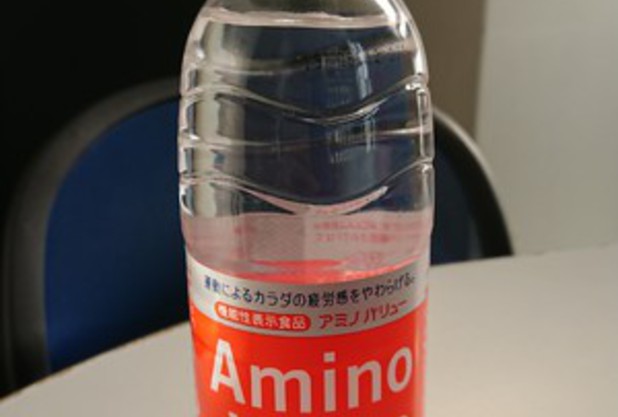 運動によるカラダの疲労感をやわらげる。
機能性表示食品 アミノバリュー
Amino